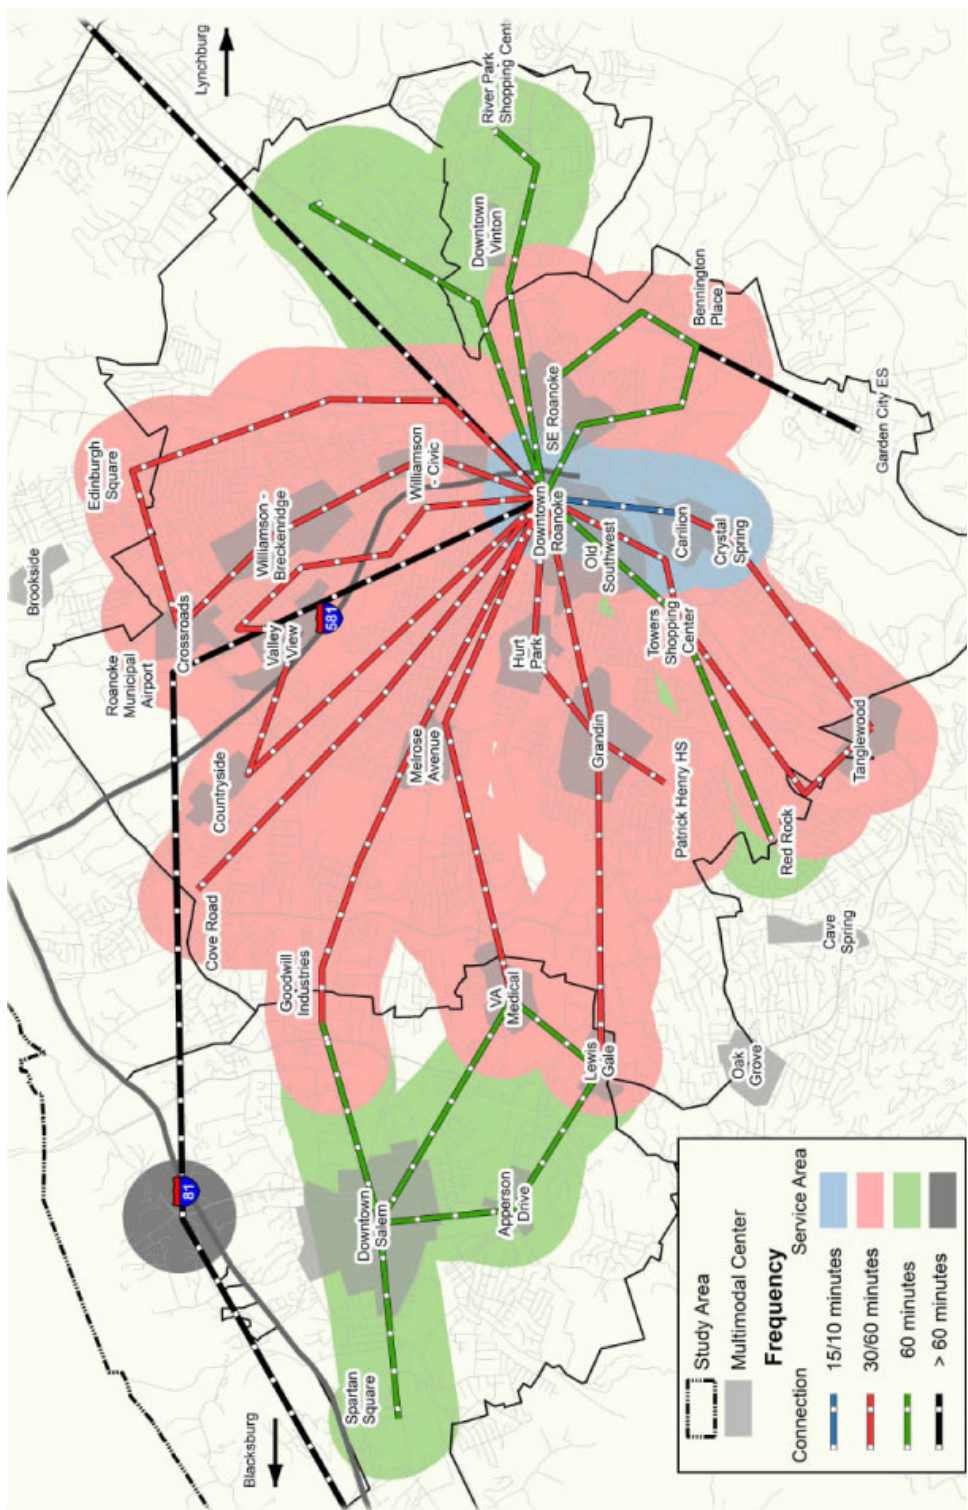 Lynchburg
River Park
Shopping Cent
Downtown
Vinton
Bennington
Place
SE Roanoke
Garden City ES
Edinburgh
Square
Williamson
- Civic
Williamson -
Breckenridge
Brookside
Crossroads
Roanoke
Municipal
Airport
Valley
View
581
Downtown
Roanoke
Old
Southwest
Carilion
Crystal
Spring
Towers
Shopping
Center
Hurt
Park
Grandin
Melrose
Avenue
Countryside
Cove Road
Patrick Henry HS
Tanglewood
Red Rock
Cave
Spring
Oak
Grove
Goodwill
Industries
VA
Medical
Lewis
Gale
81
Downtown
Salem
Apperson
Drive
Spartan
Square
Blacksburg
Study Area
Multimodal Center
Frequency
Connection
Service Area
15/10 minutes
30/60 minutes
60 minutes
> 60 minutes